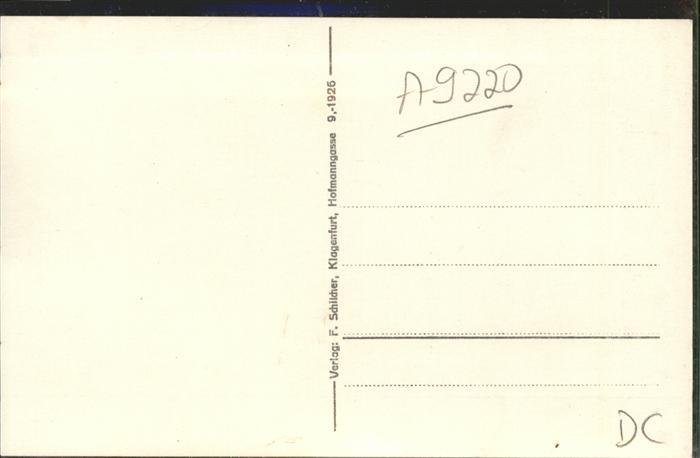 Verlag: F. Schilcher, Klagenfurt, Hofmanngasse 9,-1926
A9220
DC